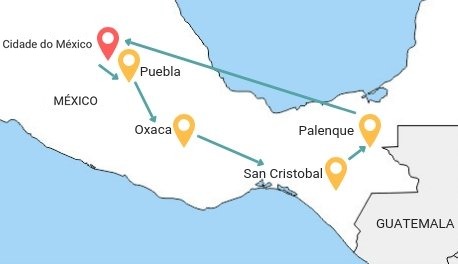 Cidade do México
Puebla
MÉXICO
Oxaca
Palenque
San Cristobal
GUATEMALA